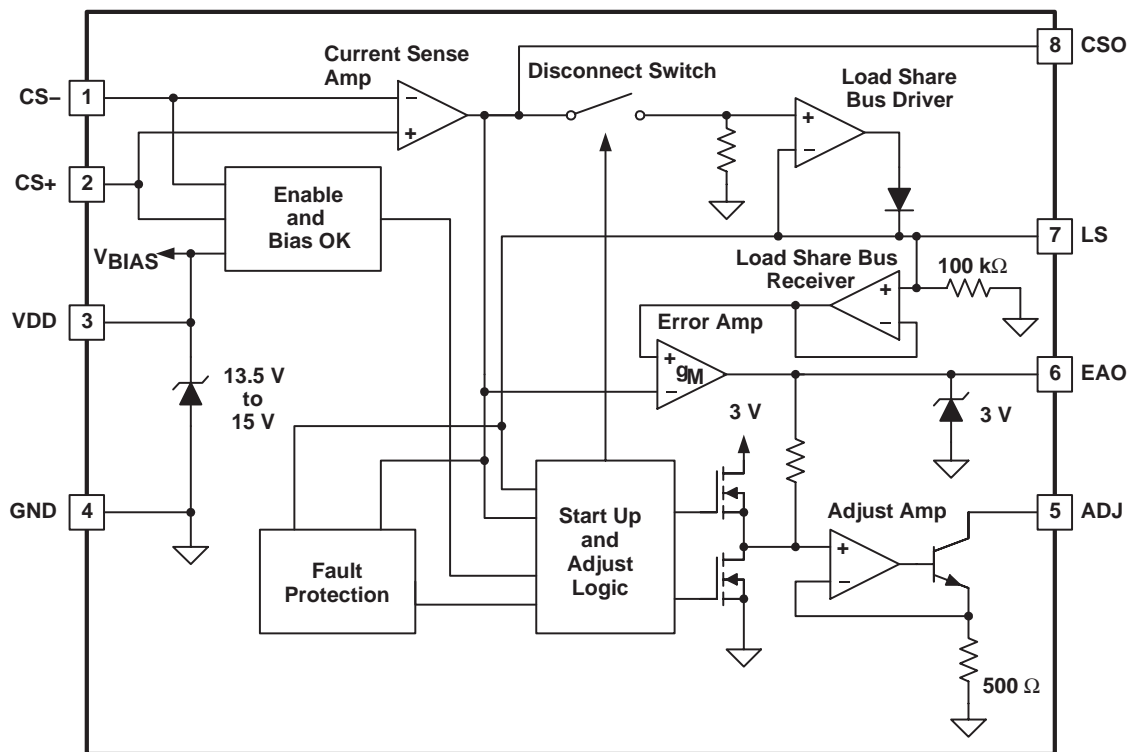 Current Sense
Amp
Disconnect Switch
Load Share
Bus Driver
8 CSO
CS– 1
–
+
+
–
CS+ 2
Enable
and
Bias OK
VBIAS
7 LS
Load Share Bus
Receiver
100 kΩ
+
–
VDD 3
Error Amp
+
gM
–
6 EAO
13.5 V
to
15 V
3 V
3 V
GND 4
Start Up
and
Adjust
Logic
Adjust Amp
5 ADJ
+
–
Fault
Protection
500 Ω